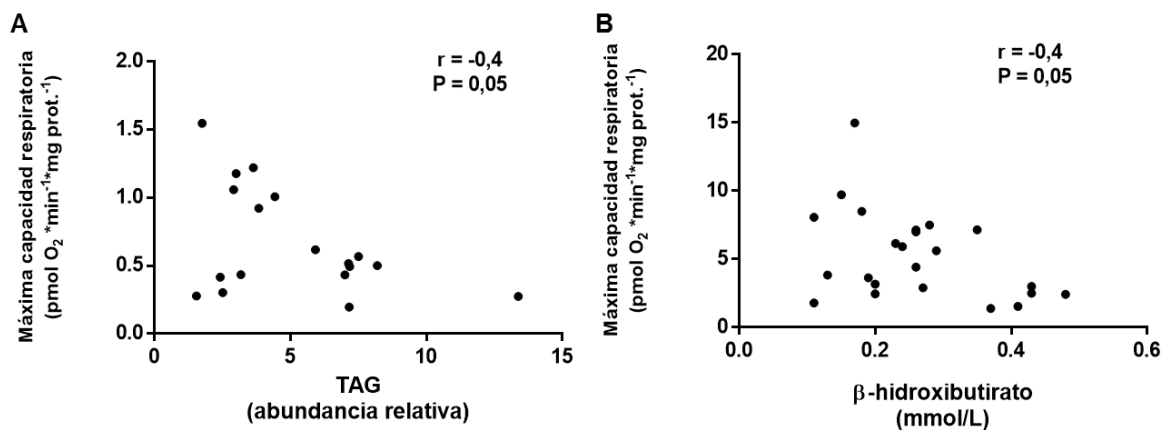 A
Máxima capacidad respiratoria
(pmol O₂ *min⁻¹*mg prot.⁻¹)
2.0
1.5
1.0
0.5
0.0
r = -0,4
P = 0,05
0
5
10
15
TAG
(abundancia relativa)
B
Máxima capacidad respiratoria
(pmol O₂ *min⁻¹*mg prot.⁻¹)
20
15
10
5
0
r = -0,4
P = 0,05
0.0
0.2
0.4
0.6
β-hidroxibutirato
(mmol/L)